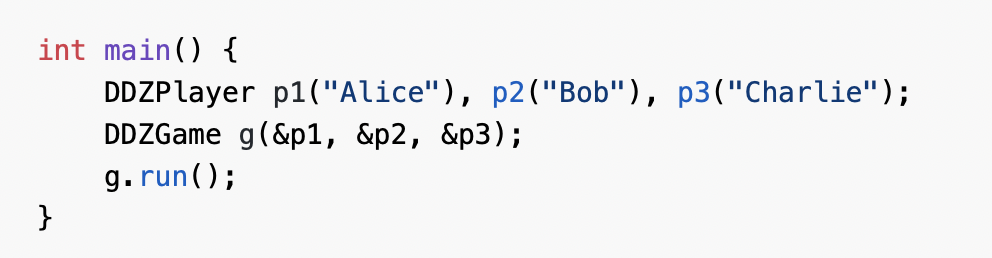 int main() {
    DDZPlayer p1("Alice"), p2("Bob"), p3("Charlie");
    DDZGame g(&p1, &p2, &p3);
    g.run();
}